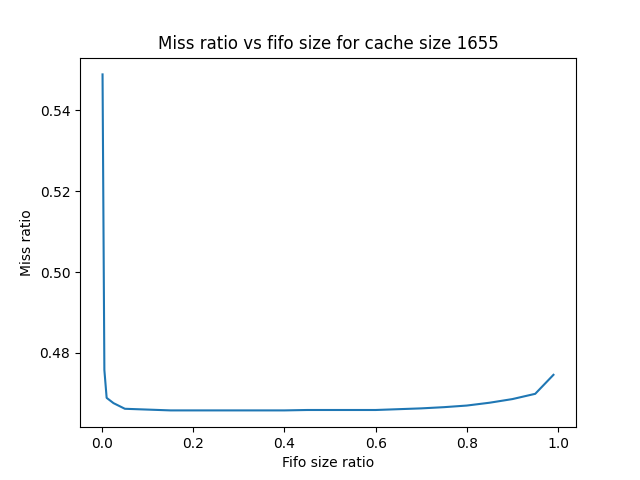 Miss ratio vs fifo size for cache size 1655
0.54
0.52
0.50
0.48
Miss ratio
0.0 0.2 0.4 0.6 0.8 1.0
Fifo size ratio